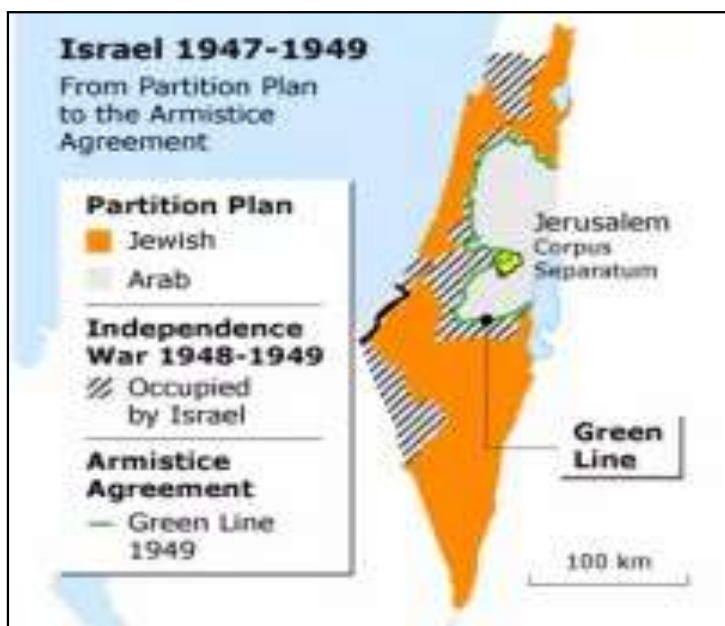 Israel 1947-1949
From Partition Plan
to the Armistice
Agreement
Partition Plan
Jewish
Arab
Independence
War 1948-1949
Occupied
by Israel
Armistice
Agreement
Green Line
1949
Jerusalem
Corpus
Separatum
Green
Line
100 km